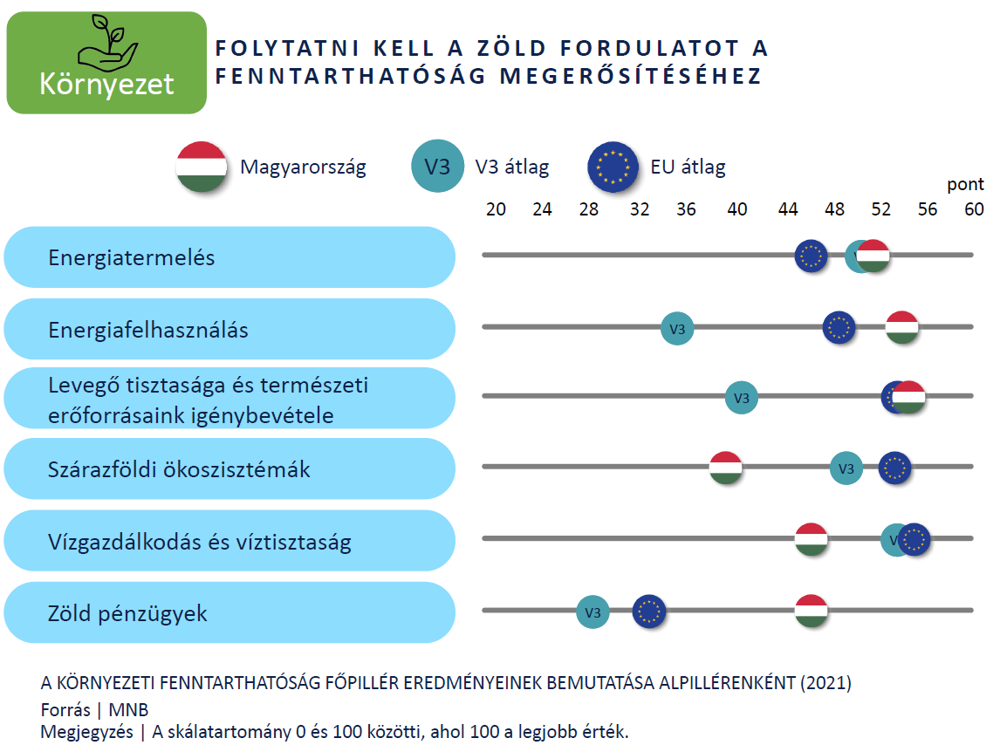 Környezet
FOLYTATNI KELL A ZÖLD FORDULATOT A
FENNTARTHATÓSÁG MEGERŐSÍTÉSÉHEZ
Magyarország
V3
V3 átlag
EU átlag
pont
20 24 28 32 36 40 44 48 52 56 60
Energiatermelés
V
Energiafelhasználás
V3
Levegő tisztasága és természeti
erőforrásaink igénybevétele
V3
Szárazföldi ökoszisztémák
V3
Vízgazdálkodás és víztisztaság
V
Zöld pénzügyek
V3
A KÖRNYEZETI FENNTARTHATÓSÁG FŐPILLÉR EREDMÉNYEINEK BEMUTATÁSA ALPILLÉRENKÉNT (2021)
Forrás | MNB
Megjegyzés | A skálatartomány 0 és 100 közötti, ahol 100 a legjobb érték.